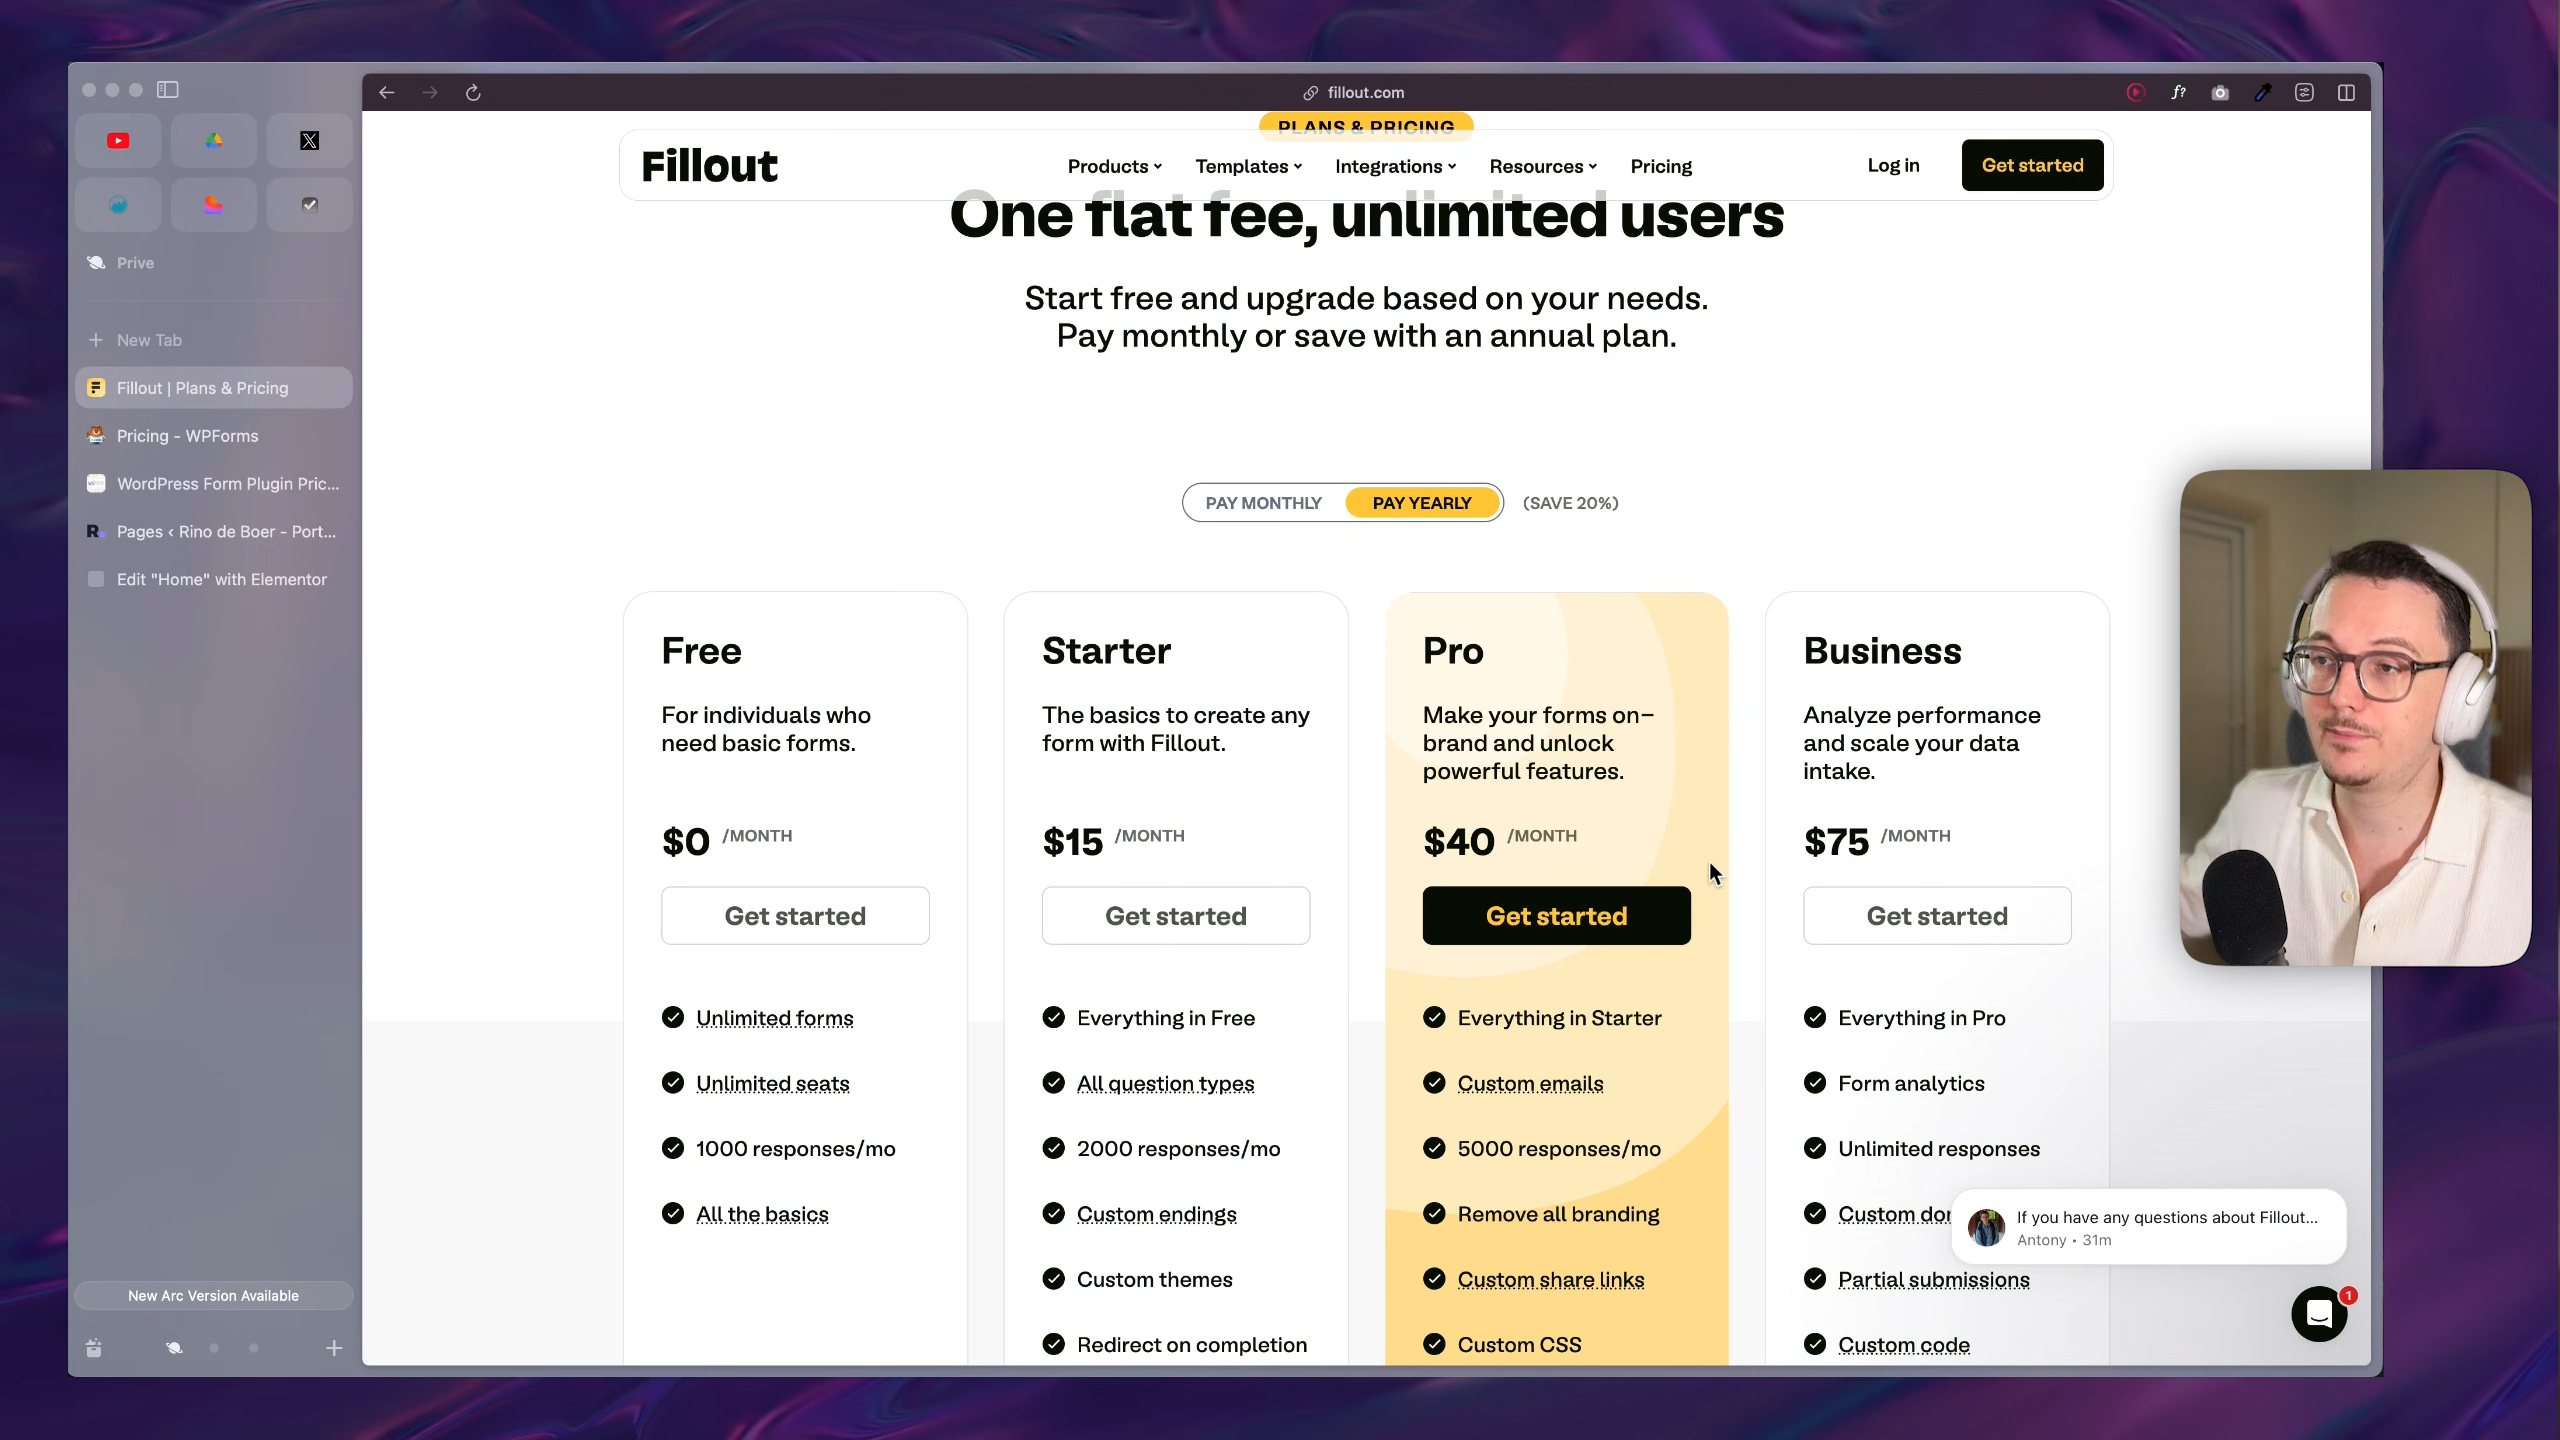 fillout.com
f?
Prive
New Tab
Fillout | Plans & Pricing
Pricing - WPForms
WordPress Form Plugin Pric...
Pages ‹ Rino de Boer - Port...
Edit "Home" with Elementor
New Arc Version Available
PLANS & PRICING
Fillout
Products
Templates
Integrations
Resources
Pricing
Log in
Get started
One flat fee, unlimited users
Start free and upgrade based on your needs.
Pay monthly or save with an annual plan.
PAY MONTHLY
PAY YEARLY
(SAVE 20%)
Free
For individuals who
need basic forms.
$0 /MONTH
Get started
Unlimited forms
Unlimited seats
1000 responses/mo
All the basics
Starter
The basics to create any
form with Fillout.
$15 /MONTH
Get started
Everything in Free
All question types
2000 responses/mo
Custom endings
Custom themes
Redirect on completion
Pro
Make your forms on-
brand and unlock
powerful features.
$40 /MONTH
Get started
Everything in Starter
Custom emails
5000 responses/mo
Remove all branding
Custom share links
Custom CSS
Business
Analyze performance
and scale your data
intake.
$75 /MONTH
Get started
Everything in Pro
Form analytics
Unlimited responses
Custom
Partial submissions
Custom code
If you have any questions about Fillout...
Antony • 31m
1